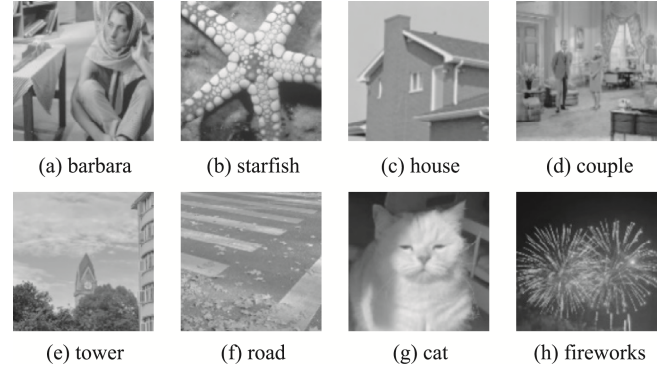 (a) barbara (b) starfish (c) house (d) couple
(e) tower (f) road (g) cat (h) fireworks